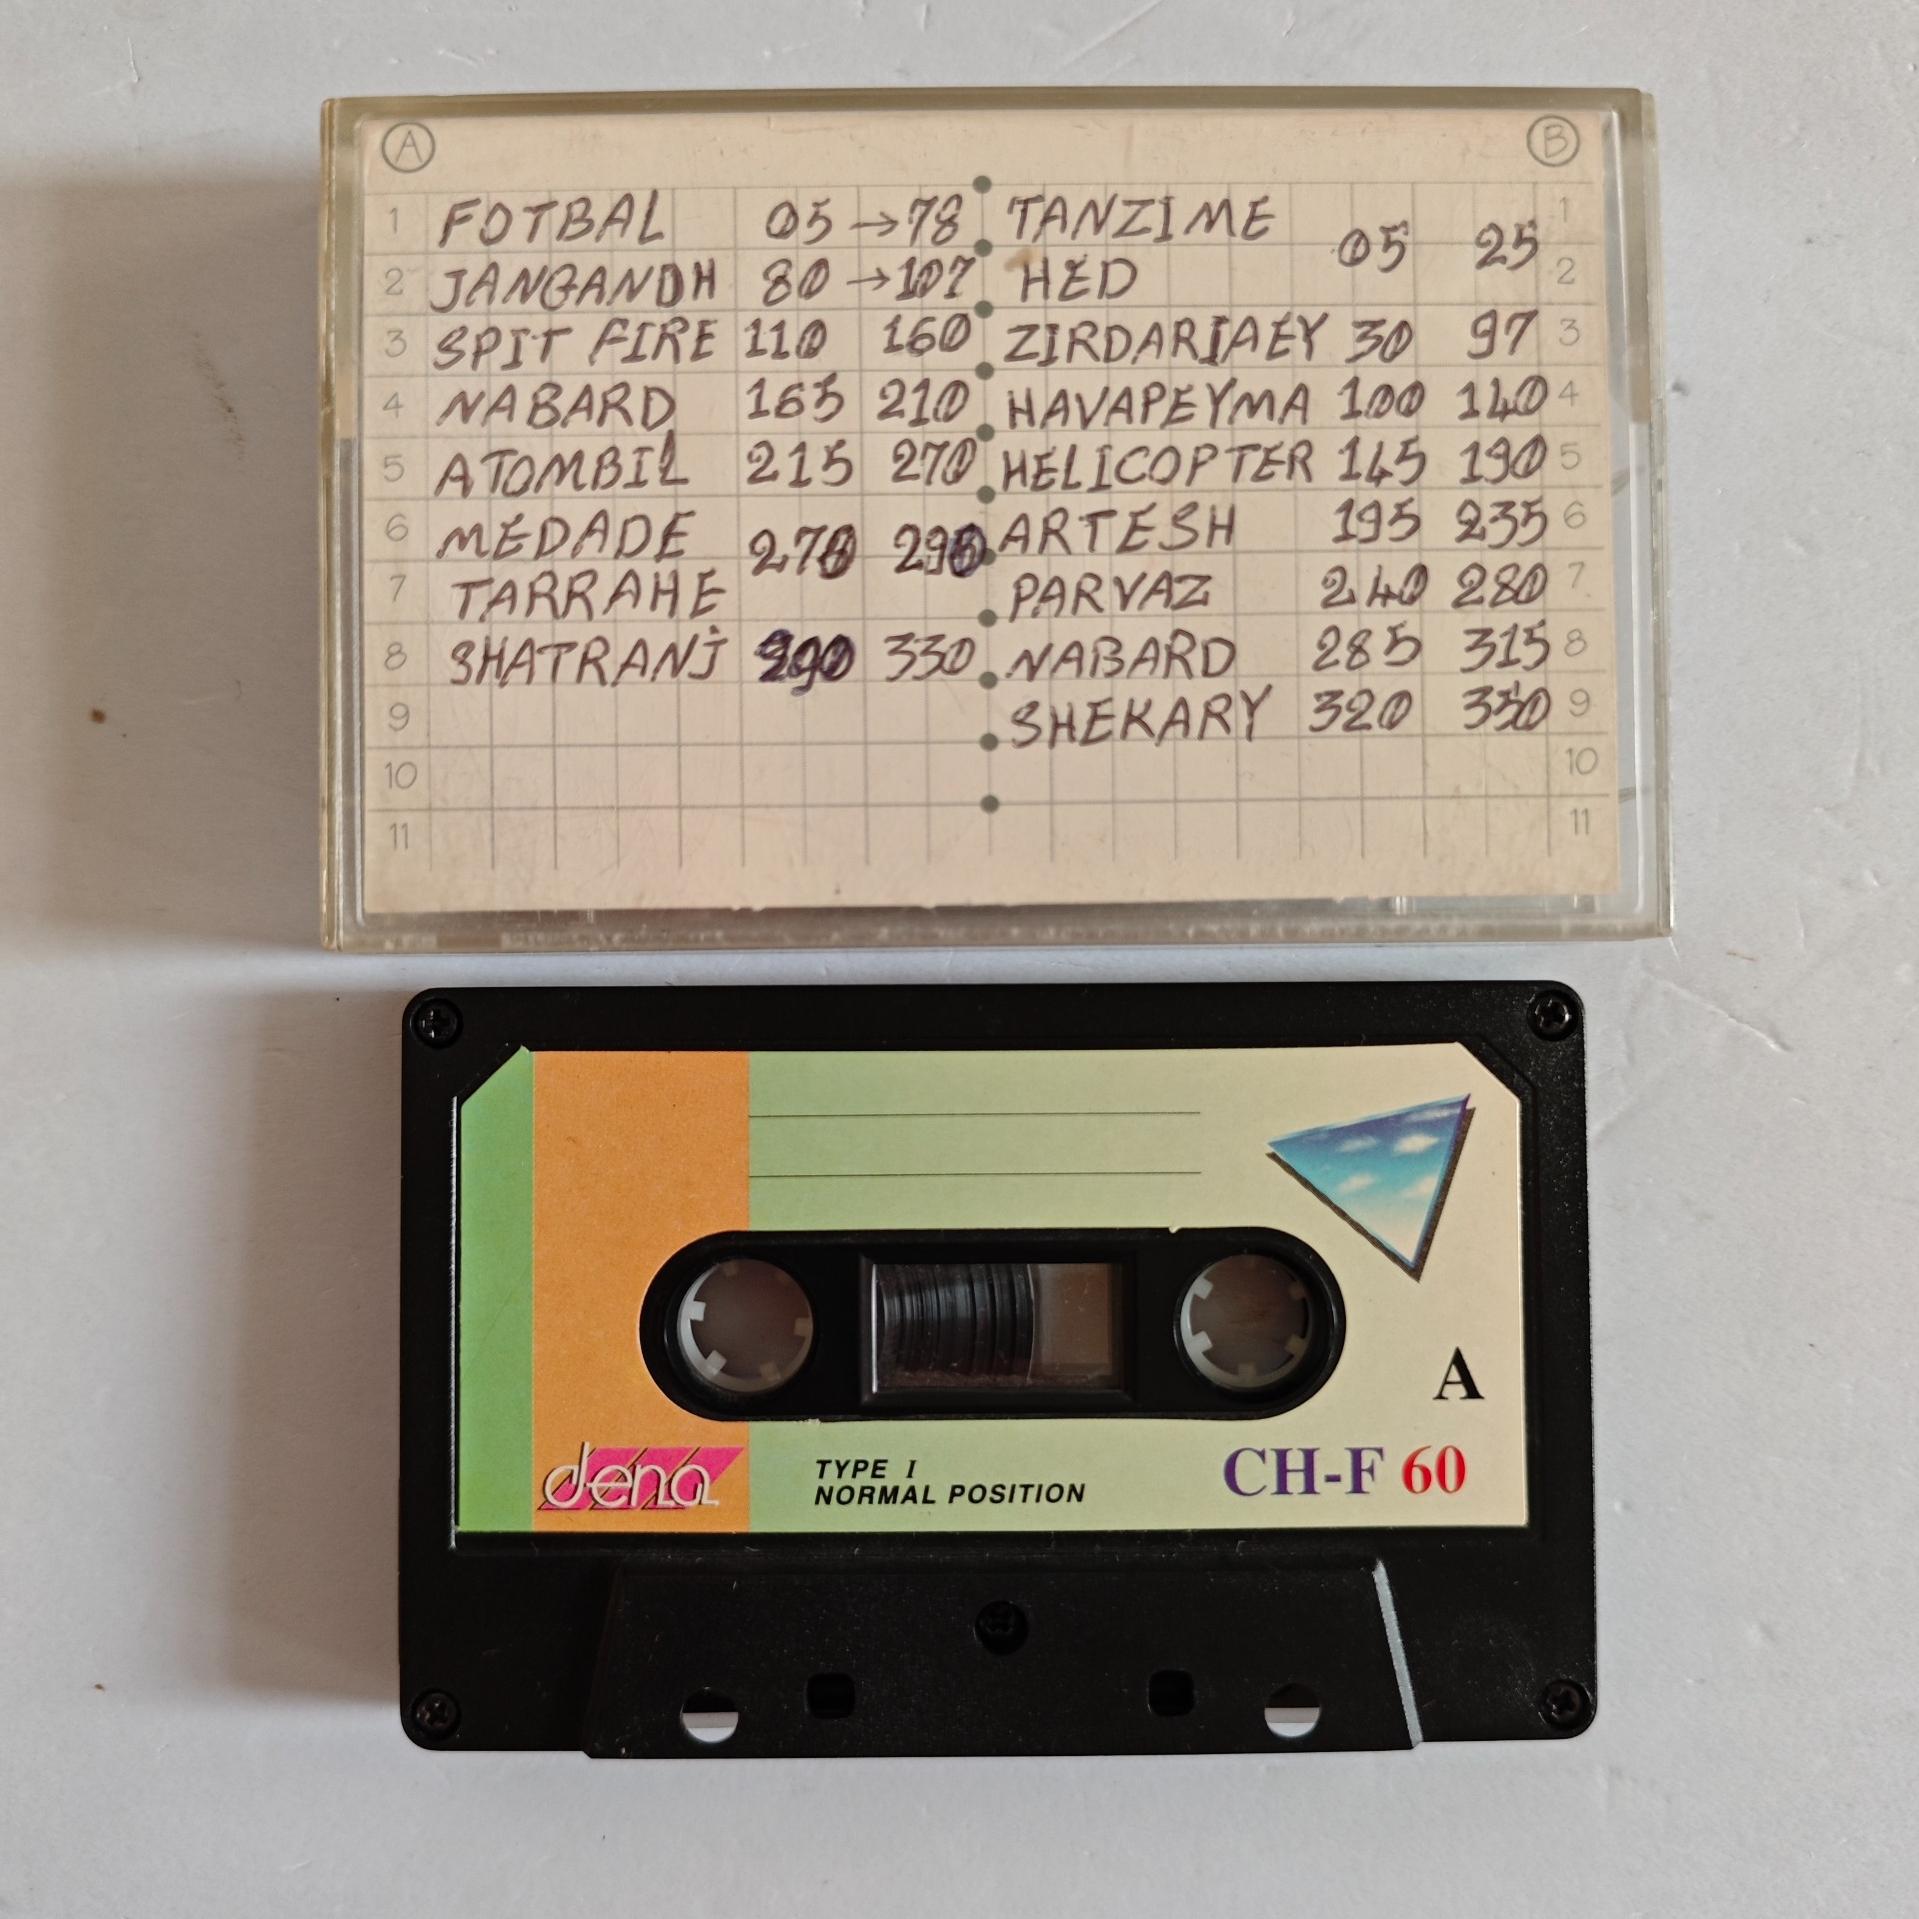 A
B
1 FOTBAL 05 → 78
2 JANGANDH 80 → 107
3 SPIT FIRE 110 160
4 NABARD 165 210
5 ATOMBIL 215 270
6 MEDADE
7 TARRAHE
8 SHATRANJ 290 330
9
10
11
TANZIME 1
HED 05 25 2
ZIRDARIAEY 30 97 3
HAVAPEYMA 100 140 4
HELICOPTER 145 190 5
ARTESH 195 235 6
PARVAZ 240 280 7
NABARD 285 315 8
SHEKARY 320 350 9
10
11
A
dena
TYPE I
NORMAL POSITION
CH-F 60